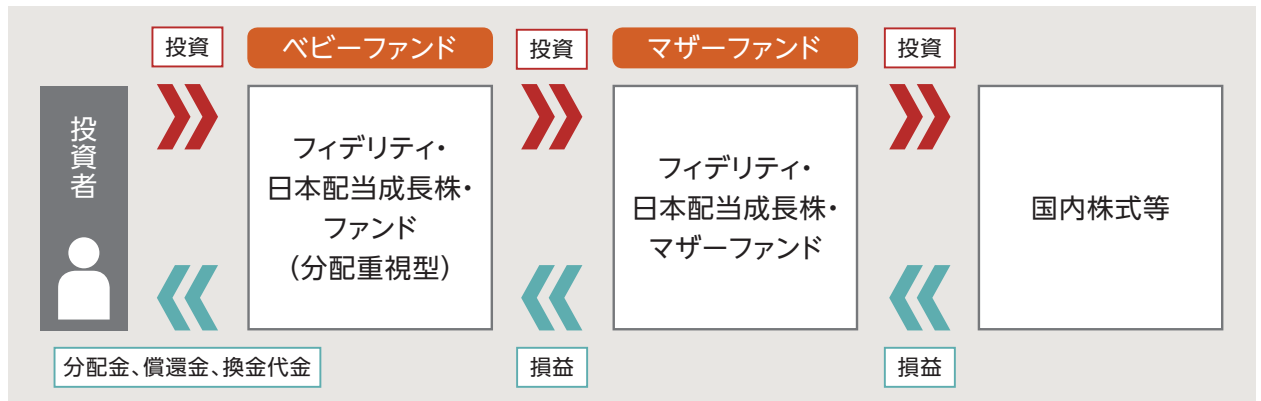 投資
ベビーファンド
投資
マザーファンド
投資
投資者
フィデリティ・
日本配当成長株・
ファンド
(分配重視型)
フィデリティ・
日本配当成長株・
マザーファンド
国内株式等
分配金、償還金、換金代金
損益
損益